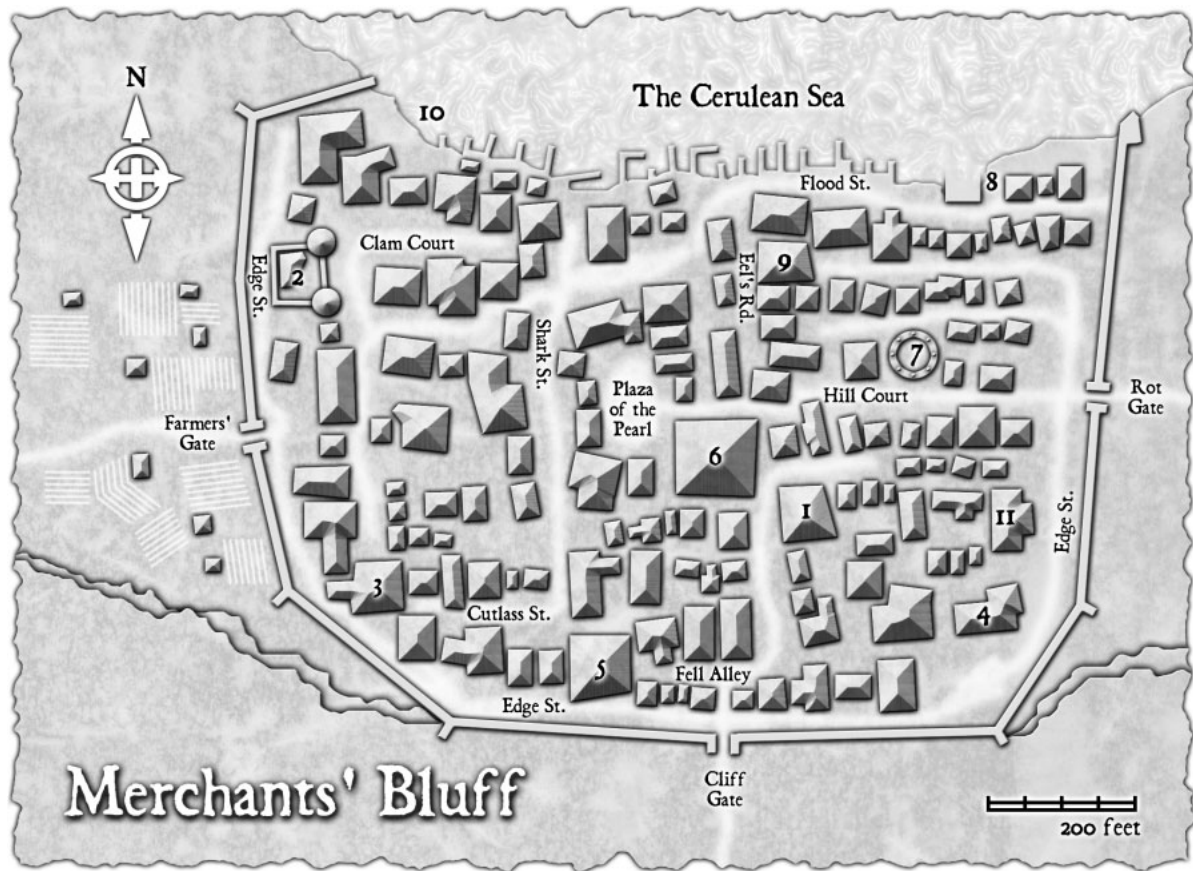 N
The Cerulean Sea
10
8
Flood St.
Clam Court
9
2
Edge St.
Eel's Rd.
Shark St.
7
Plaza
of the
Pearl
Hill Court
Rot
Gate
Farmers'
Gate
6
1
11
Edge St.
3
Cutlass St.
4
5
Fell Alley
Edge St.
Cliff
Gate
Merchants' Bluff
200 feet